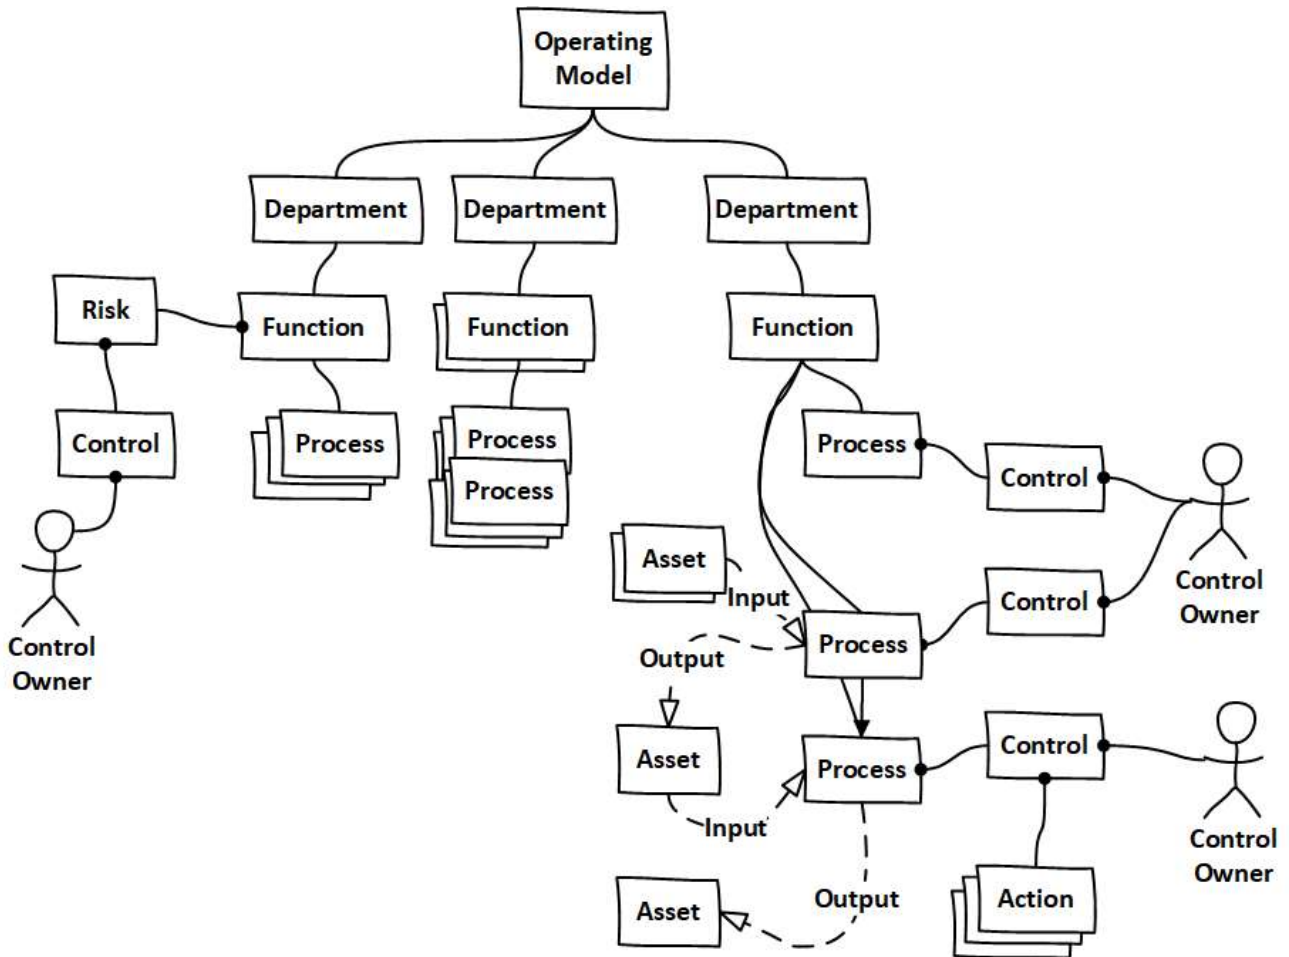 Operating
Model
Department
Department
Department
Risk
Function
Function
Function
Control
Process
Process
Process
Process
Control
Asset
Input
Control
Control
Owner
Control
Owner
Process
Output
Asset
Process
Control
Input
Control
Owner
Asset
Output
Action